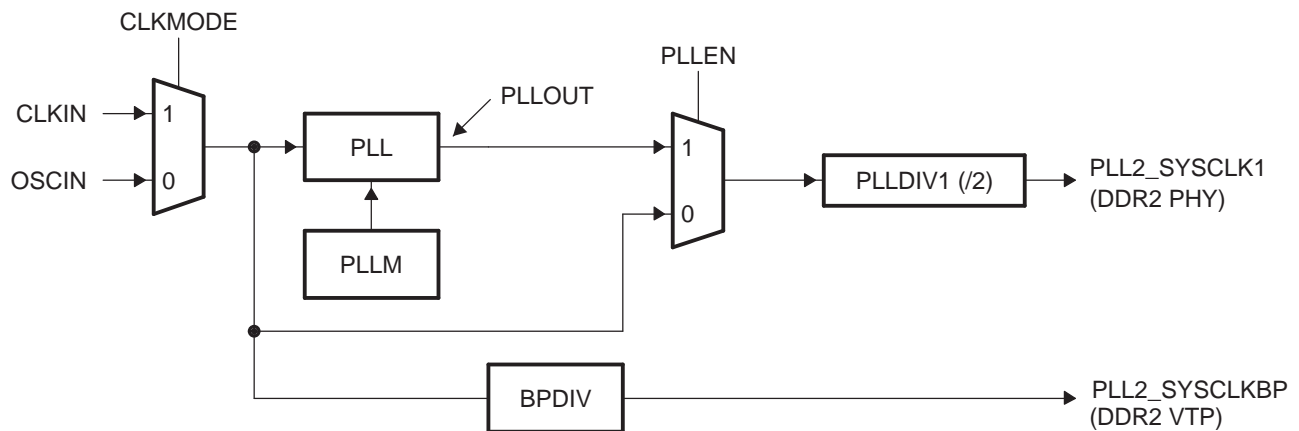 CLKMODE
PLLEN
PLLOUT
CLKIN
1
OSCIN
0
PLL
PLLM
1
0
PLLDIV1 (/2)
PLL2_SYSCLK1
(DDR2 PHY)
BPDIV
PLL2_SYSCLKBP
(DDR2 VTP)